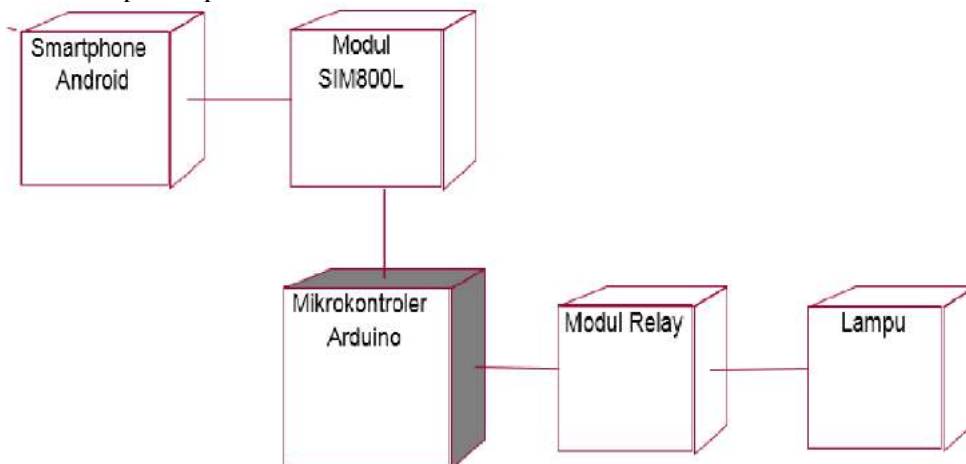 Smartphone
Android
Modul
SIM800L
Mikrokontroler
Arduino
Modul Relay
Lampu